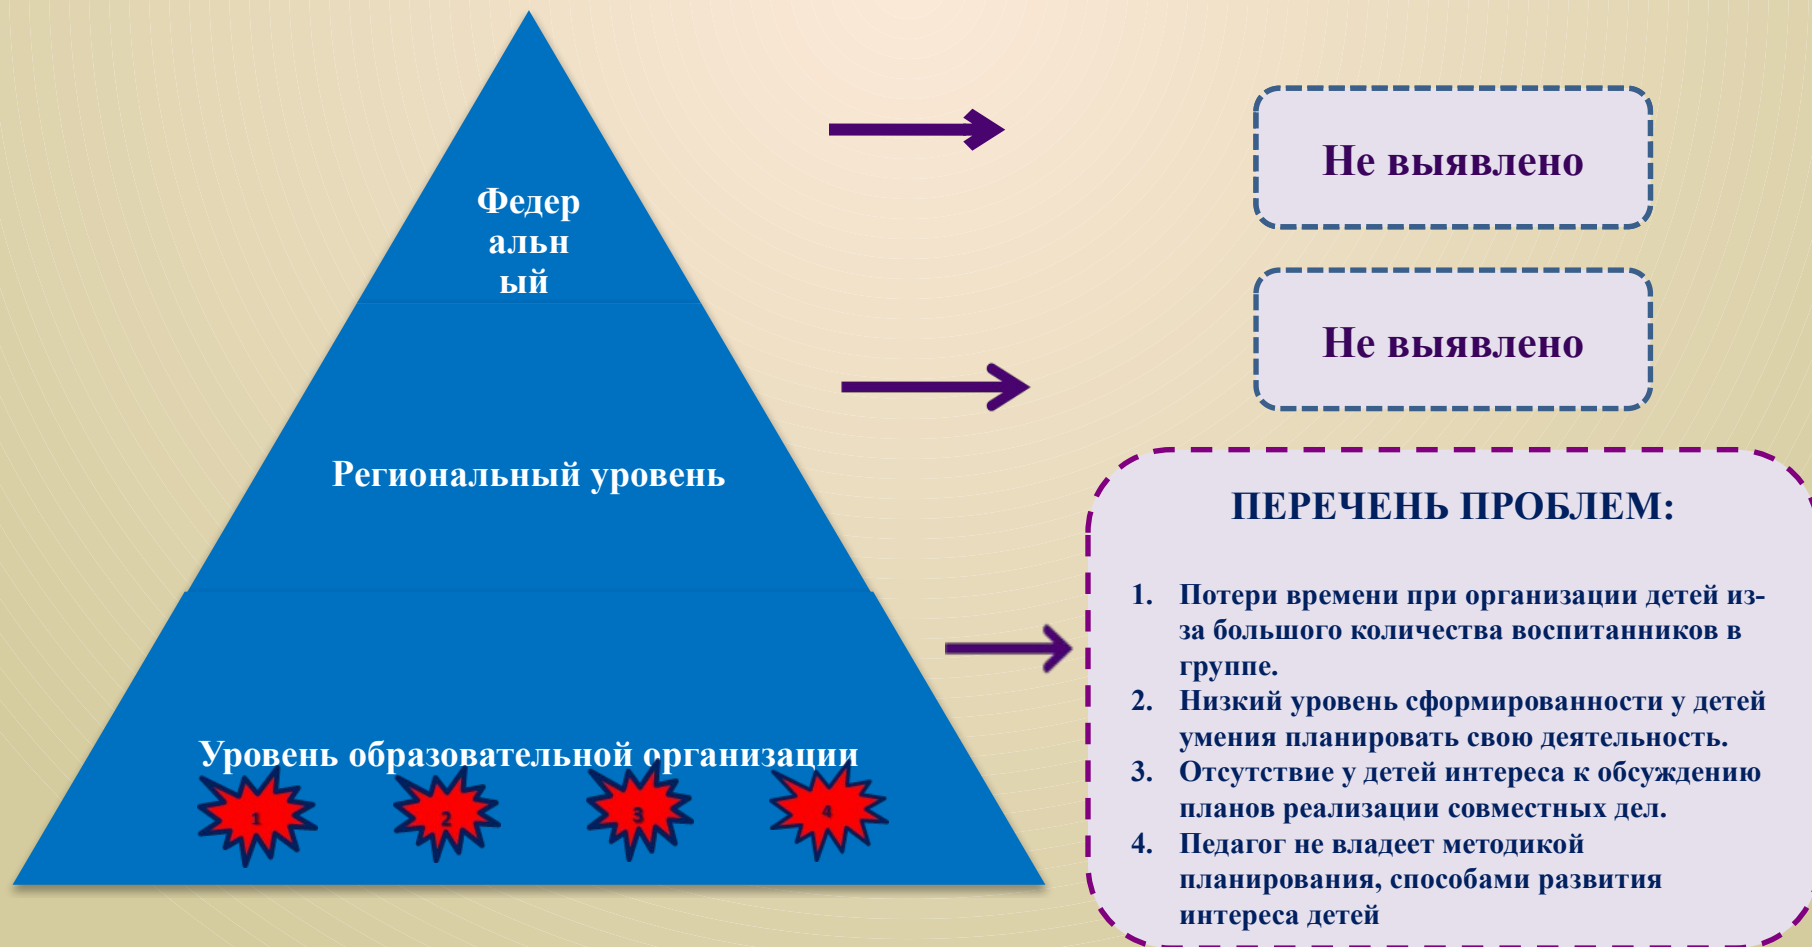 Федер
альн
ый
Не выявлено
Региональный уровень
Не выявлено
Уровень образовательной организации
1
2
3
4
ПЕРЕЧЕНЬ ПРОБЛЕМ:
1. Потери времени при организации детей из-
за большого количества воспитанников в
группе.
2. Низкий уровень сформированности у детей
умения планировать свою деятельность.
3. Отсутствие у детей интереса к обсуждению
планов реализации совместных дел.
4. Педагог не владеет методикой
планирования, способами развития
интереса детей